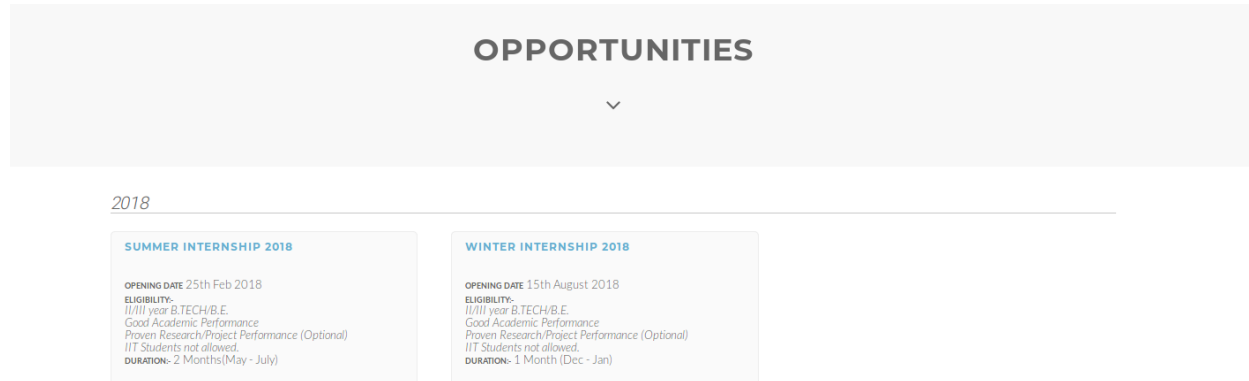 OPPORTUNITIES
2018
SUMMER INTERNSHIP 2018
OPENING DATE 25th Feb 2018
ELIGIBILITY:-
II/III year B.TECH/B.E.
Good Academic Performance
Proven Research/Project Performance (Optional)
IIT Students not allowed.
DURATION:- 2 Months(May - July)
WINTER INTERNSHIP 2018
OPENING DATE 15th August 2018
ELIGIBILITY:-
II/III year B.TECH/B.E.
Good Academic Performance
Proven Research/Project Performance (Optional)
IIT Students not allowed.
DURATION:- 1 Month (Dec - Jan)